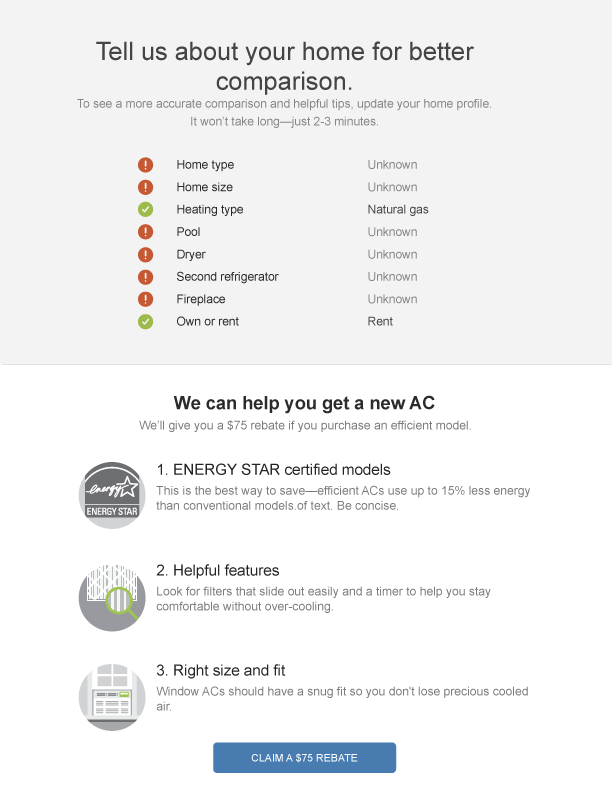 Tell us about your home for better
comparison.
To see a more accurate comparison and helpful tips, update your home profile.
It won't take long—just 2-3 minutes.
Home type Unknown
Home size Unknown
Heating type Natural gas
Pool Unknown
Dryer Unknown
Second refrigerator Unknown
Fireplace Unknown
Own or rent Rent
We can help you get a new AC
We'll give you a $75 rebate if you purchase an efficient model.
energy
ENERGY STAR
1. ENERGY STAR certified models
This is the best way to save—efficient ACs use up to 15% less energy
than conventional models.of text. Be concise.
2. Helpful features
Look for filters that slide out easily and a timer to help you stay
comfortable without over-cooling.
3. Right size and fit
Window ACs should have a snug fit so you don't lose precious cooled
air.
CLAIM A $75 REBATE